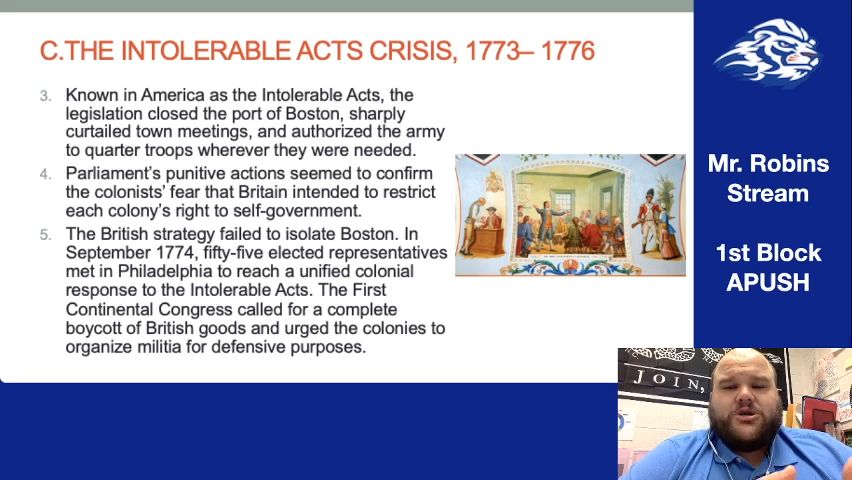 C.THE INTOLERABLE ACTS CRISIS, 1773– 1776
3. Known in America as the Intolerable Acts, the
legislation closed the port of Boston, sharply
curtailed town meetings, and authorized the army
to quarter troops wherever they were needed.
4. Parliament's punitive actions seemed to confirm
the colonists' fear that Britain intended to restrict
each colony's right to self-government.
5. The British strategy failed to isolate Boston. In
September 1774, fifty-five elected representatives
met in Philadelphia to reach a unified colonial
response to the Intolerable Acts. The First
Continental Congress called for a complete
boycott of British goods and urged the colonies to
organize militia for defensive purposes.
Mr. Robins
Stream
1st Block
APUSH
JOIN,